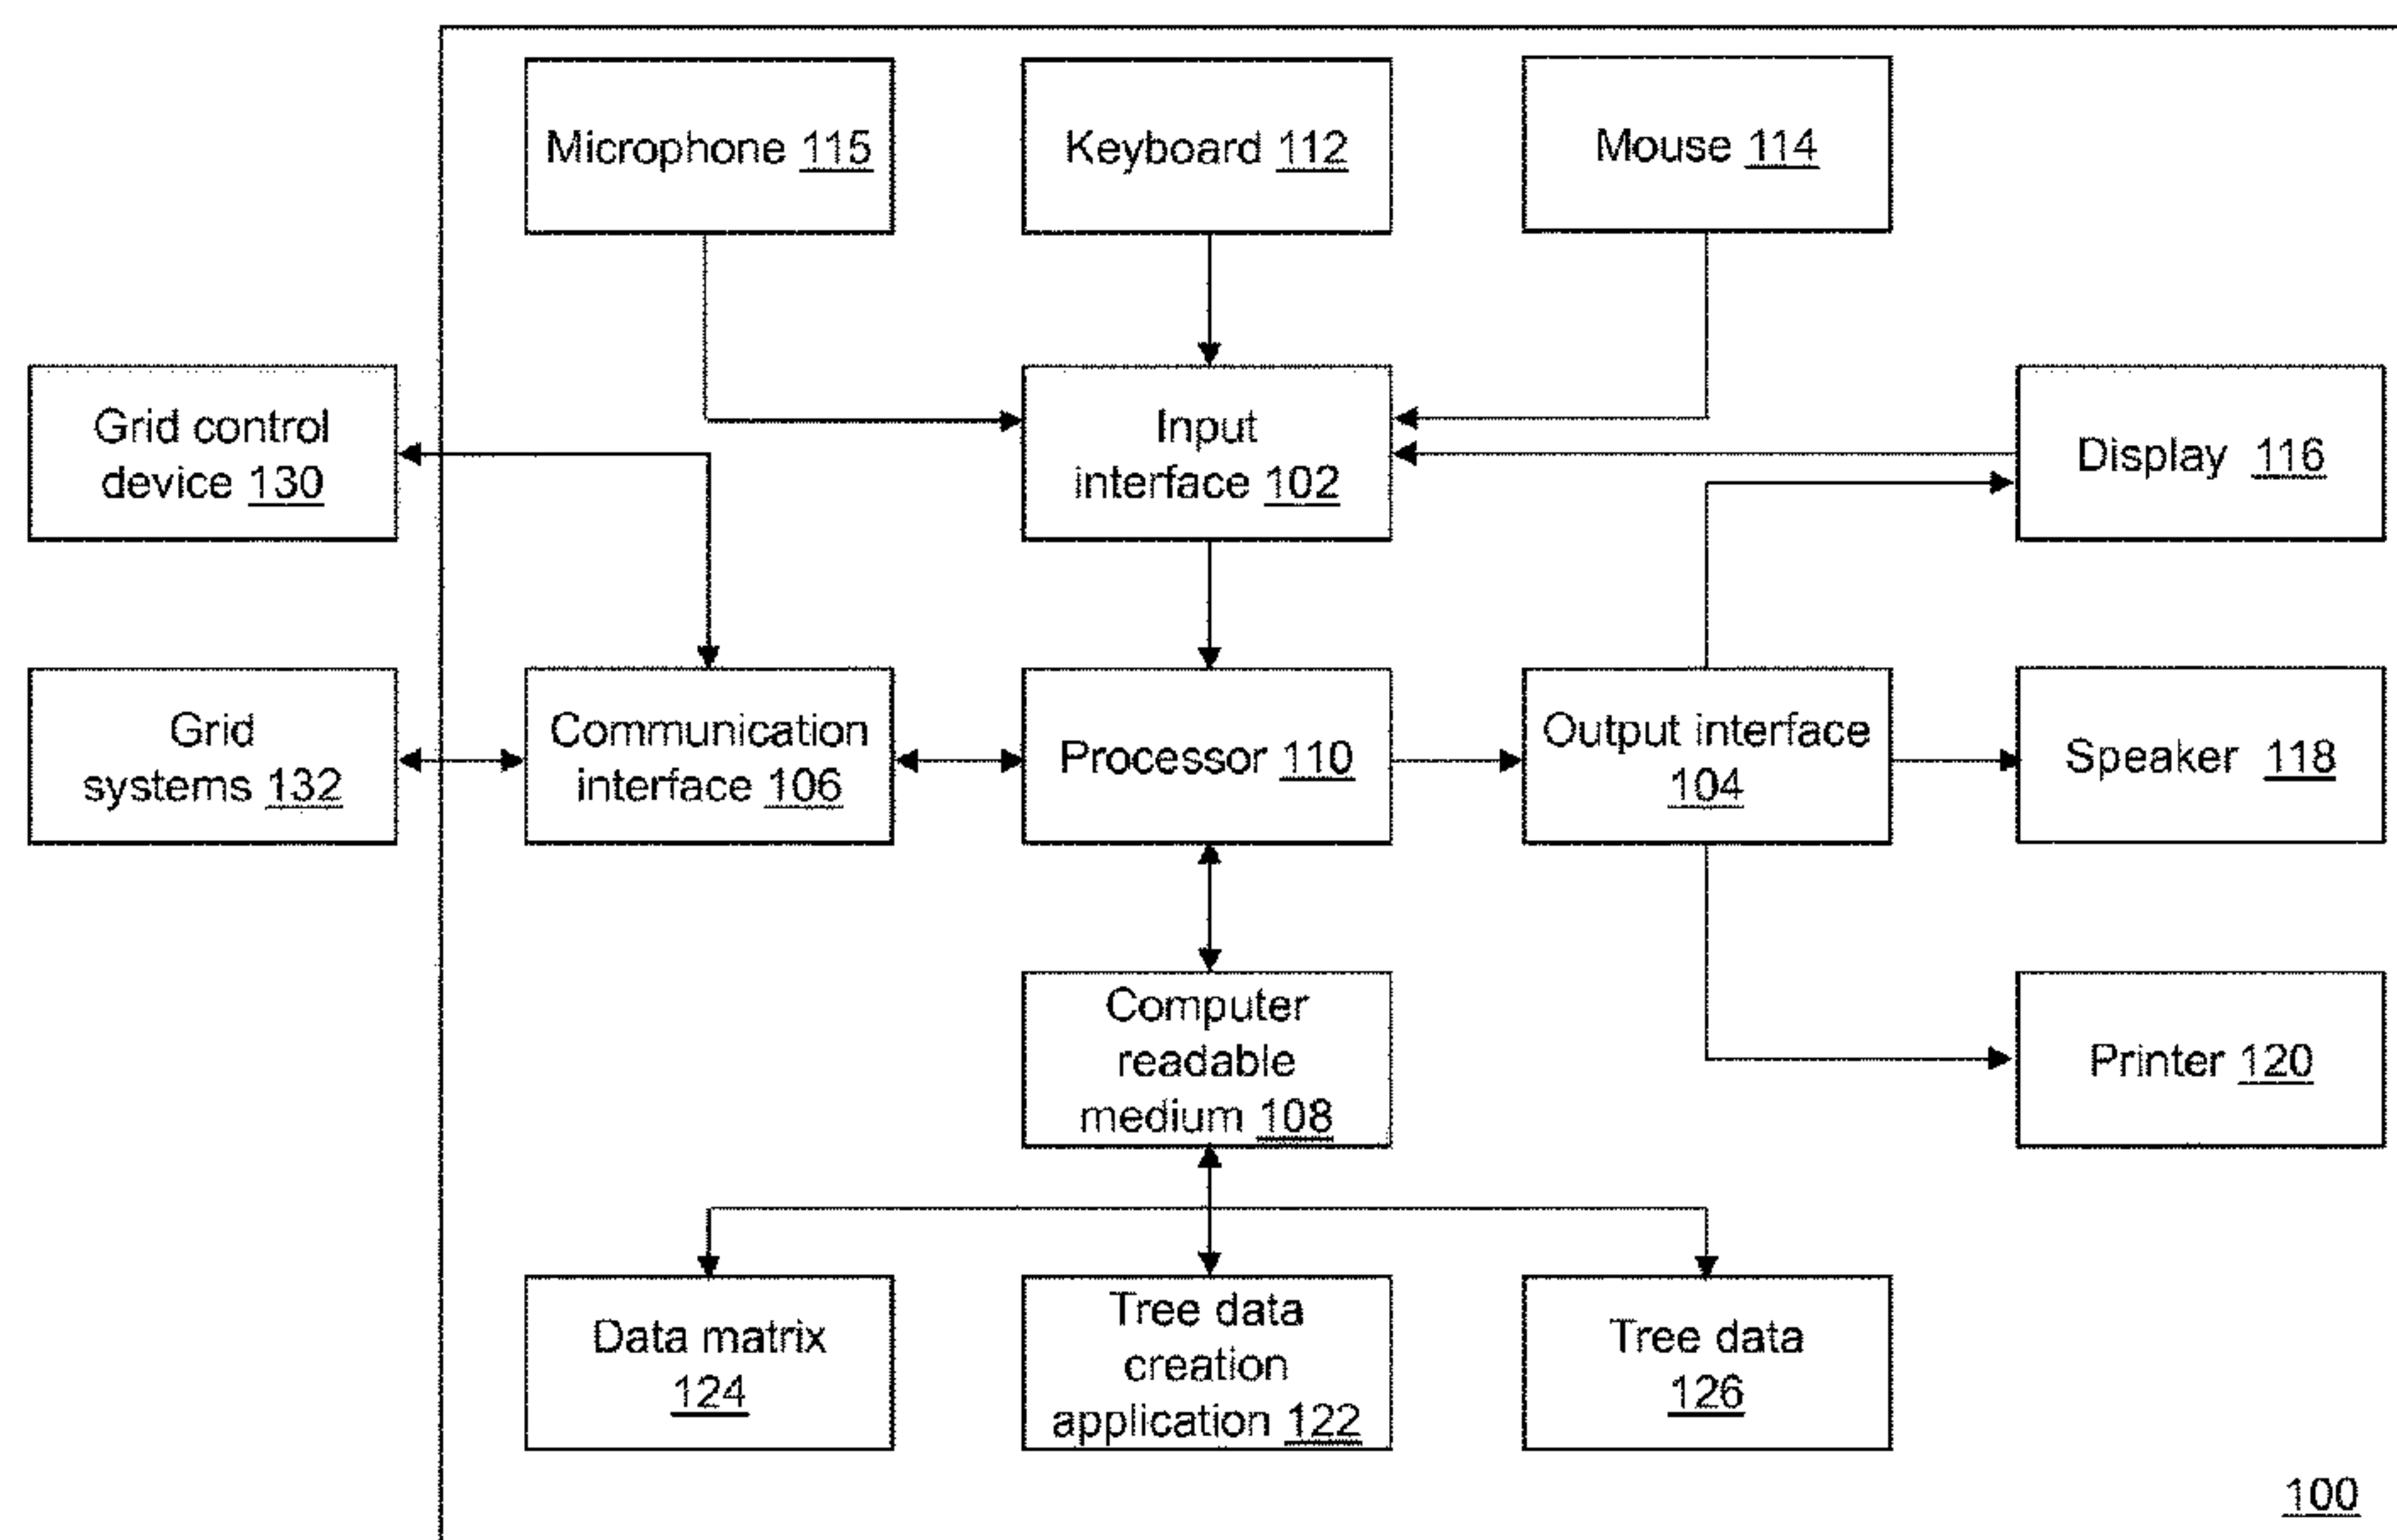 Microphone 115
Keyboard 112
Mouse 114
Grid control
device 130
Input
interface 102
Display 116
Grid
systems 132
Communication
interface 106
Processor 110
Output interface
104
Speaker 118
Computer
readable
medium 108
Printer 120
Data matrix
124
Tree data
creation
application 122
Tree data
126
100